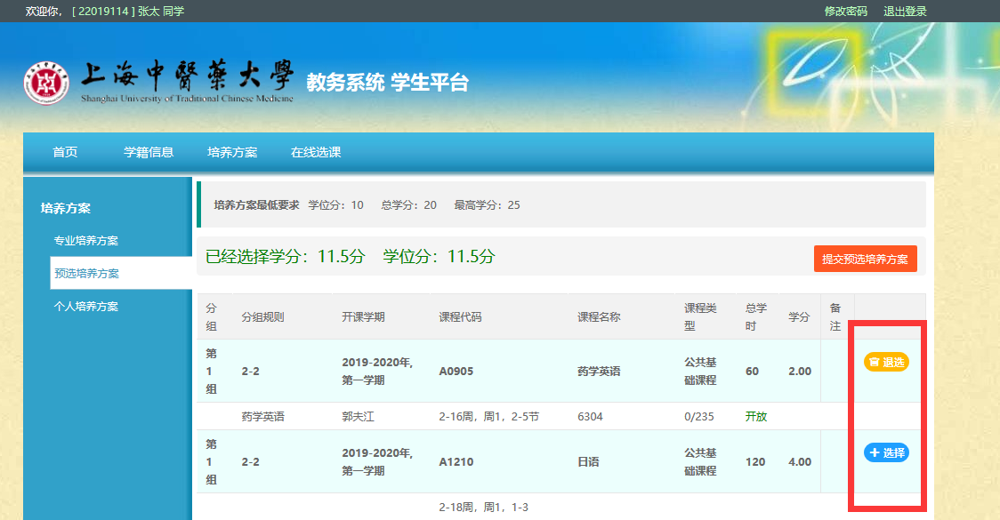 欢迎你， [ 22019114 ] 张太 同学
修改密码 退出登录
上海中醫藥大學
Shanghai University of Traditional Chinese Medicine
教务系统 学生平台
首页 学籍信息 培养方案 在线选课
培养方案
专业培养方案
预选培养方案
个人培养方案
培养方案最低要求 学位分：10 总学分：20 最高学分：25
已经选择学分：11.5分 学位分：11.5分
提交预选培养方案
分组 分组规则 开课学期 课程代码 课程名称 课程类型 总学时 学分 备注
第1组 2-2 2019-2020年,第一学期 A0905 药学英语 公共基础课程 60 2.00 退选
药学英语 郭夫江 2-16周，周1，2-5节 6304 0/235 开放
第1组 2-2 2019-2020年,第一学期 A1210 日语 公共基础课程 120 4.00 选择
2-18周，周1，1-3